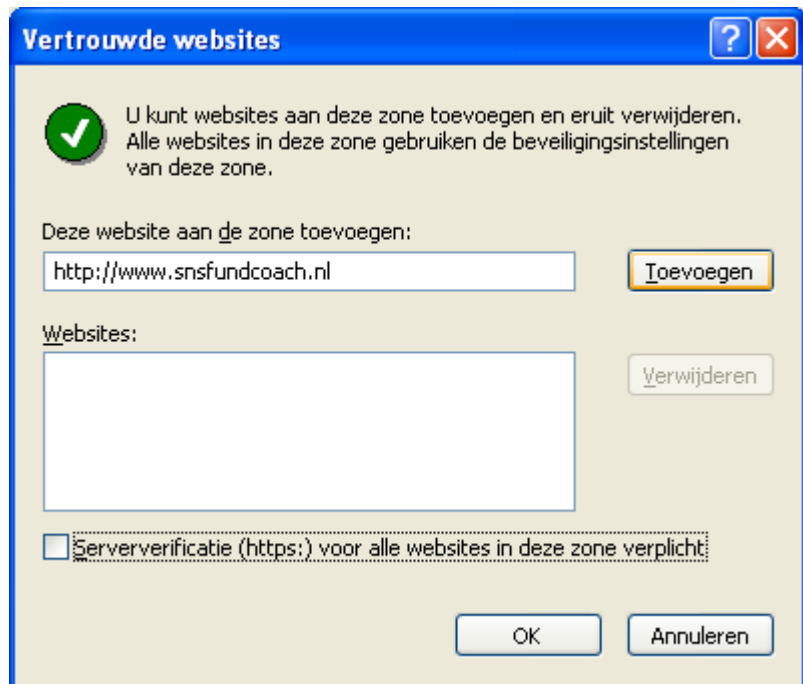 Vertrouwde websites
U kunt websites aan deze zone toevoegen en eruit verwijderen.
Alle websites in deze zone gebruiken de beveiligingsinstellingen
van deze zone.
Deze website aan de zone toevoegen:
http://www.snsfundcoach.nl
Toevoegen
Websites:
Verwijderen
Serververificatie (https:) voor alle websites in deze zone verplicht
OK
Annuleren